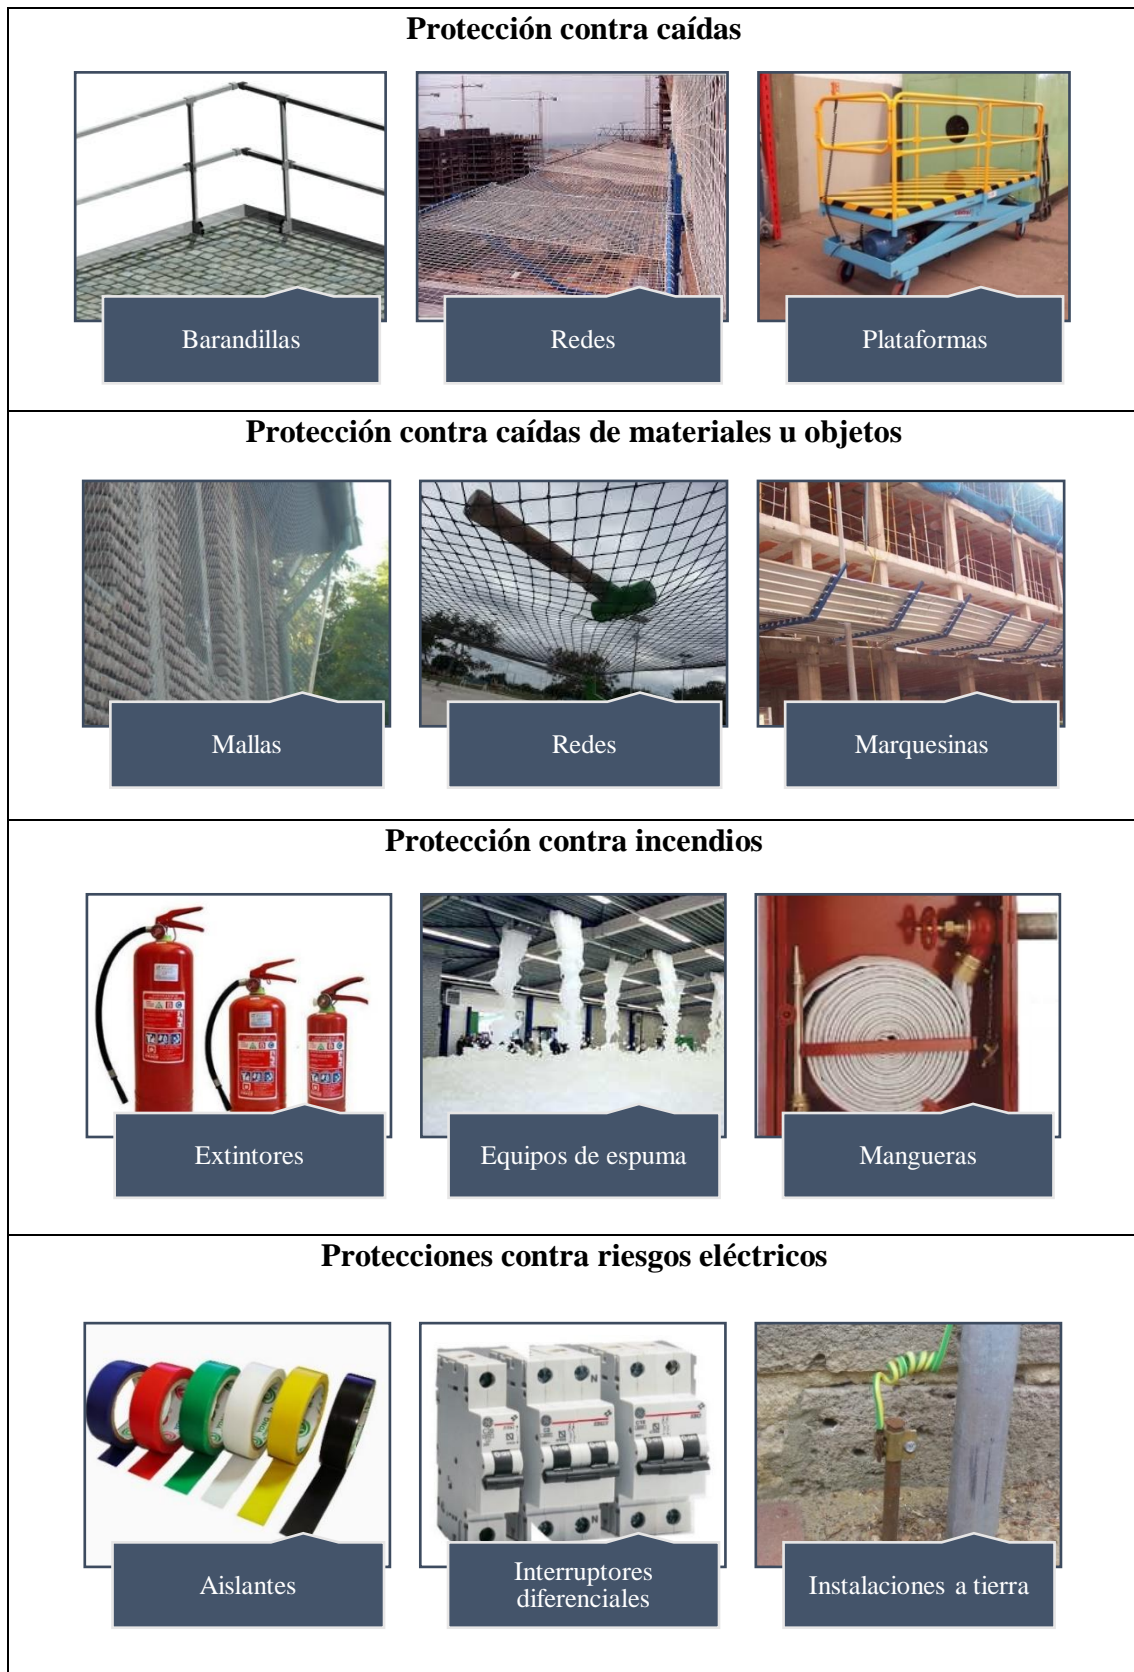 Protección contra caídas
Barandillas
Redes
Plataformas
Protección contra caídas de materiales u objetos
Mallas
Redes
Marquesinas
Protección contra incendios
Extintores
Equipos de espuma
Mangueras
Protecciones contra riesgos eléctricos
N
N
Aislantes
Interruptores
diferenciales
Instalaciones a tierra